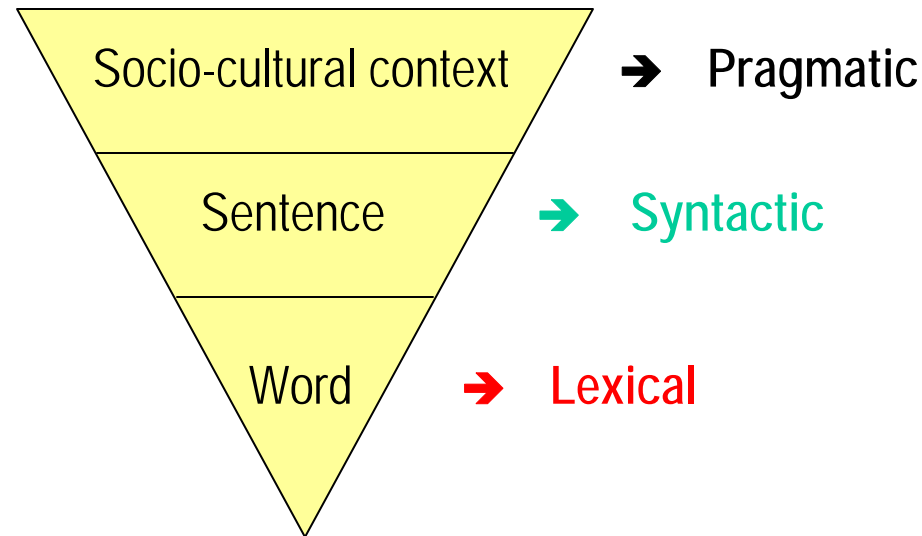 Socio-cultural context ➔ Pragmatic
Sentence ➔ Syntactic
Word ➔ Lexical